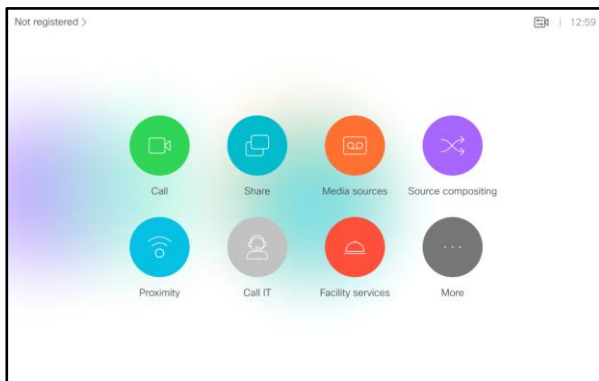 Not registered >
12:59
Call
Share
Media sources
Source compositing
Proximity
Call IT
Facility services
More